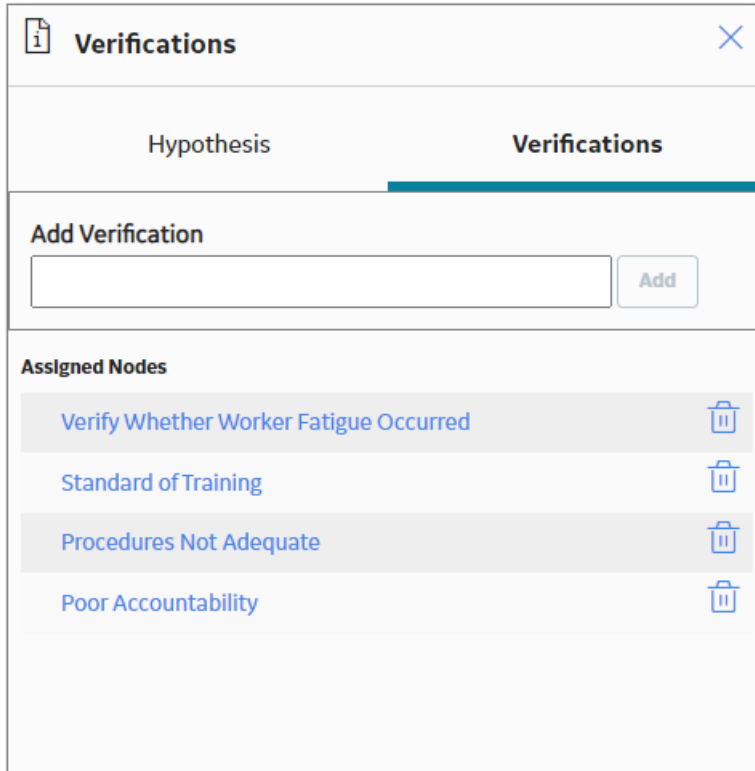 Verifications
Hypothesis
Verifications
Add Verification
Add
Assigned Nodes
Verify Whether Worker Fatigue Occurred
Standard of Training
Procedures Not Adequate
Poor Accountability